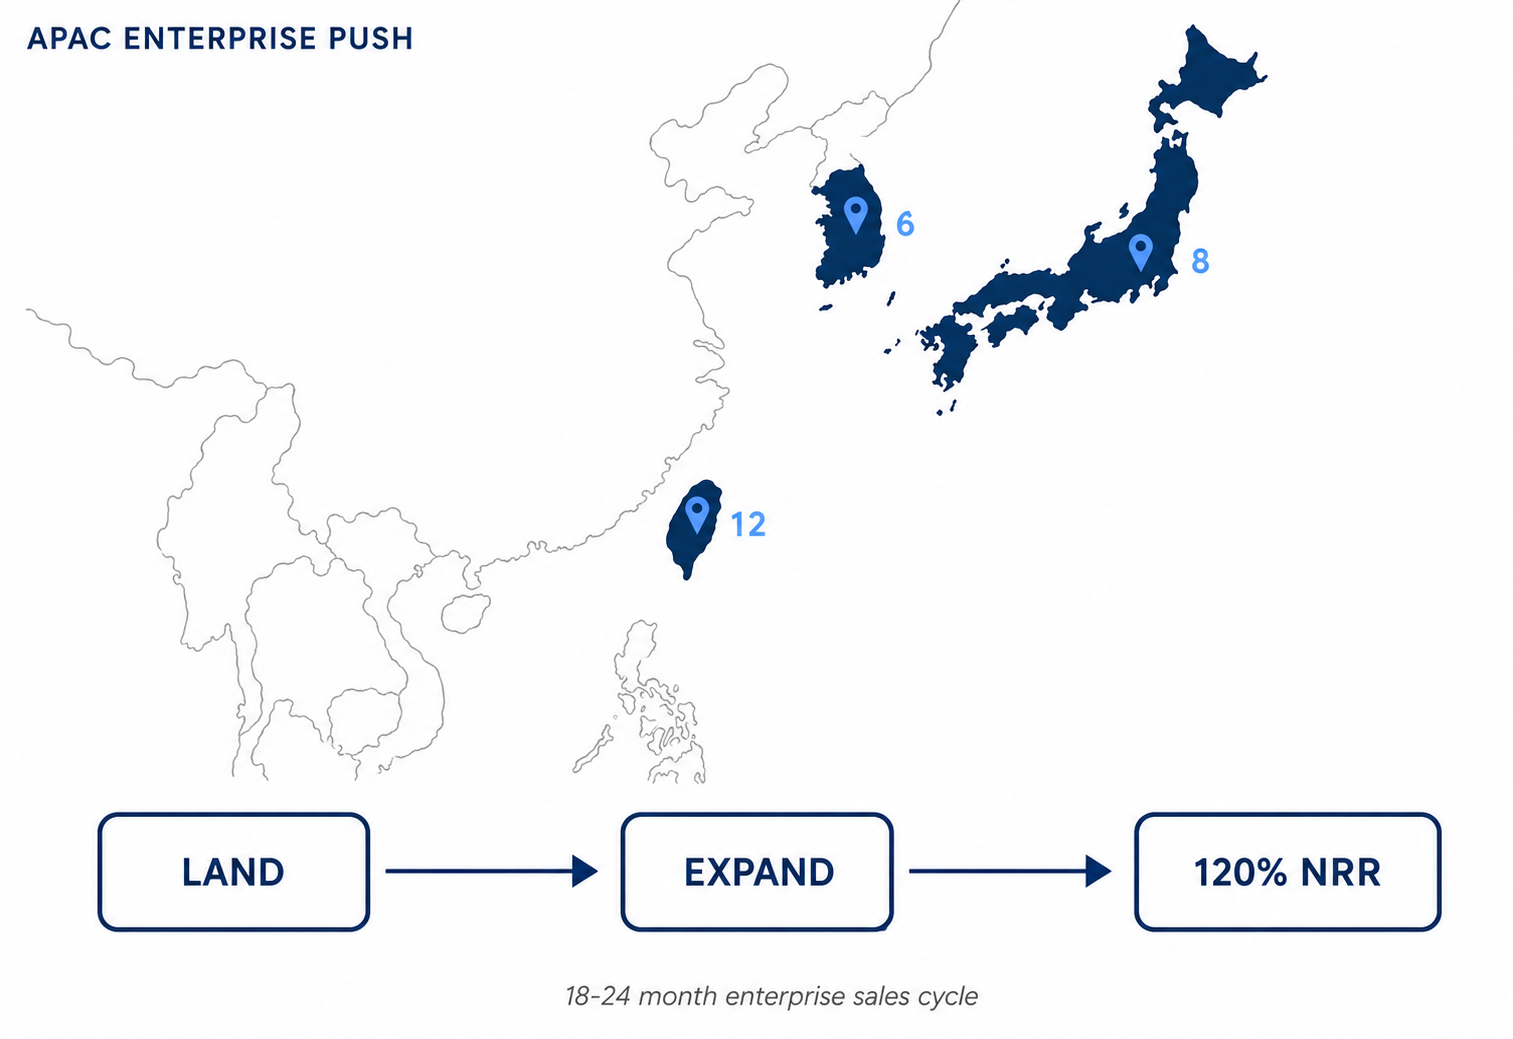 APAC ENTERPRISE PUSH
6
8
12
LAND
EXPAND
120% NRR
18-24 month enterprise sales cycle